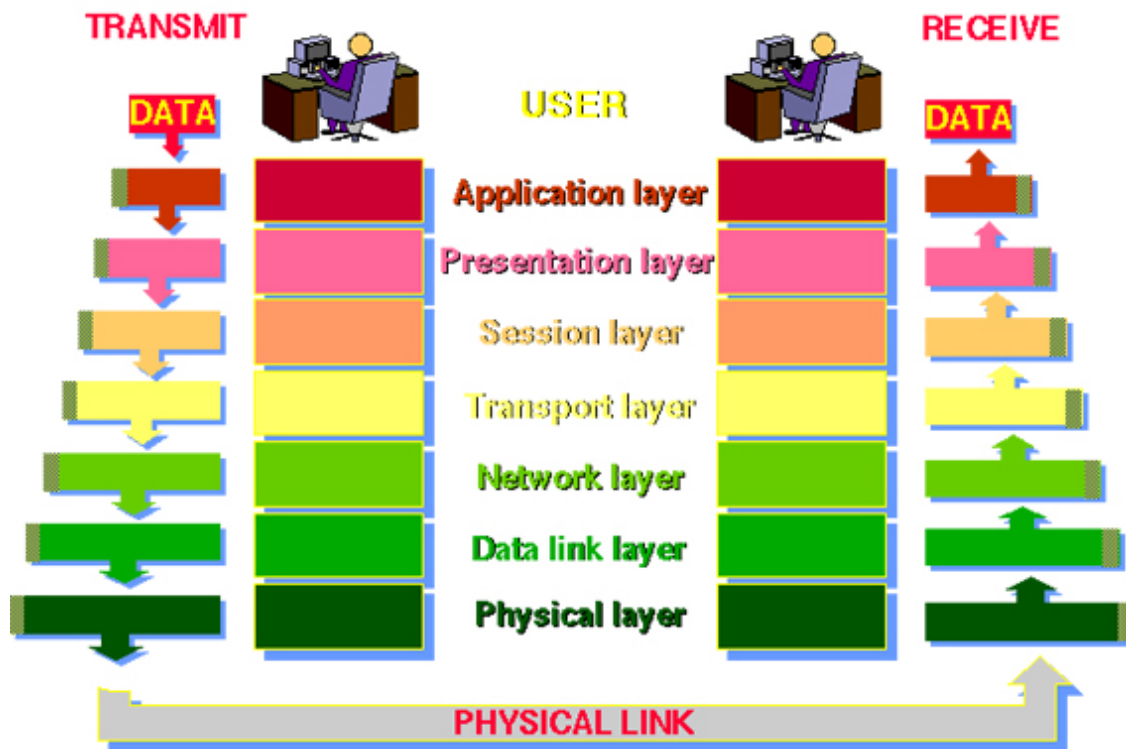 TRANSMIT
RECEIVE
DATA
USER
DATA
Application layer
Presentation layer
Session layer
Transport layer
Network layer
Data link layer
Physical layer
PHYSICAL LINK